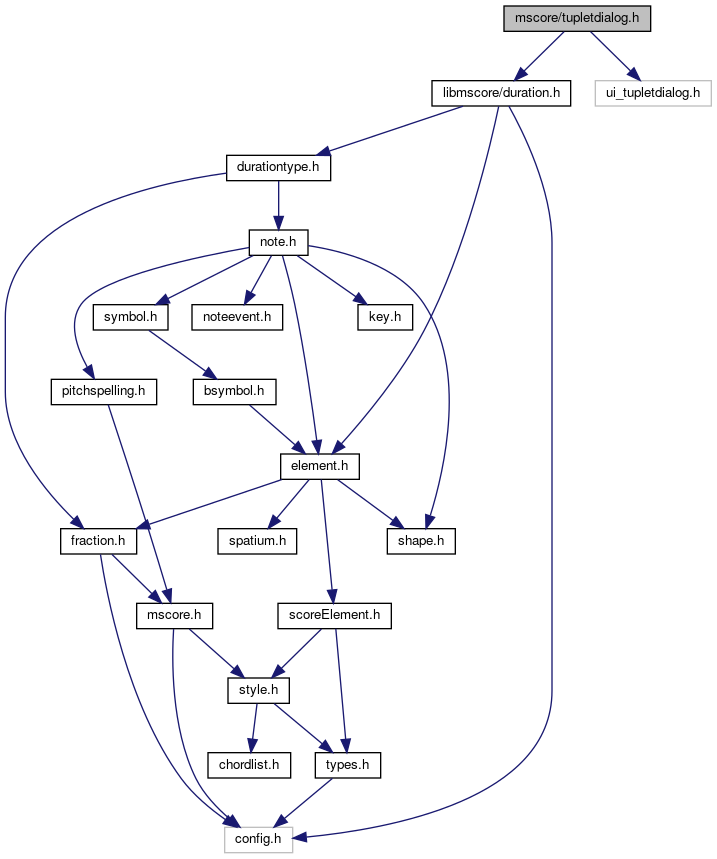 mscore/tupletdialog.h
libmscore/duration.h
ui_tupletdialog.h
durationtype.h
note.h
symbol.h
noteevent.h
key.h
pitchspelling.h
bsymbol.h
element.h
fraction.h
spatium.h
shape.h
mscore.h
scoreElement.h
style.h
chordlist.h
types.h
config.h